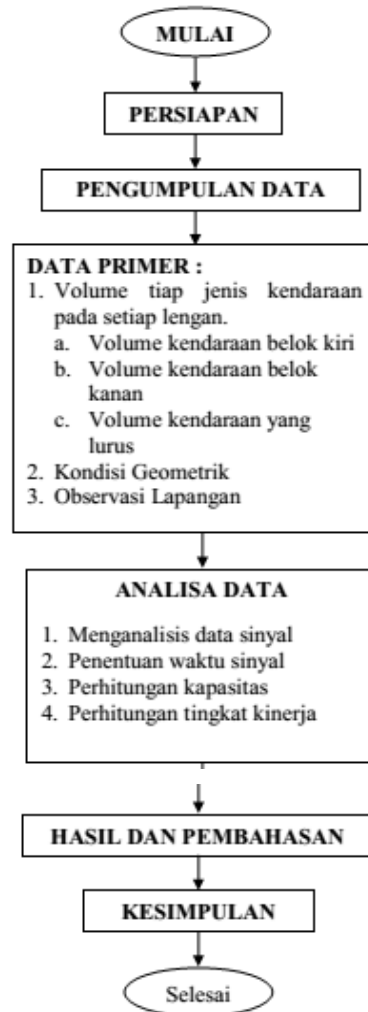 MULAI
PERSIAPAN
PENGUMPULAN DATA
DATA PRIMER :
1. Volume tiap jenis kendaraan
pada setiap lengan.
a. Volume kendaraan belok kiri
b. Volume kendaraan belok
kanan
c. Volume kendaraan yang
lurus
2. Kondisi Geometrik
3. Observasi Lapangan
ANALISA DATA
1. Menganalisis data sinyal
2. Penentuan waktu sinyal
3. Perhitungan kapasitas
4. Perhitungan tingkat kinerja
HASIL DAN PEMBAHASAN
KESIMPULAN
Selesai